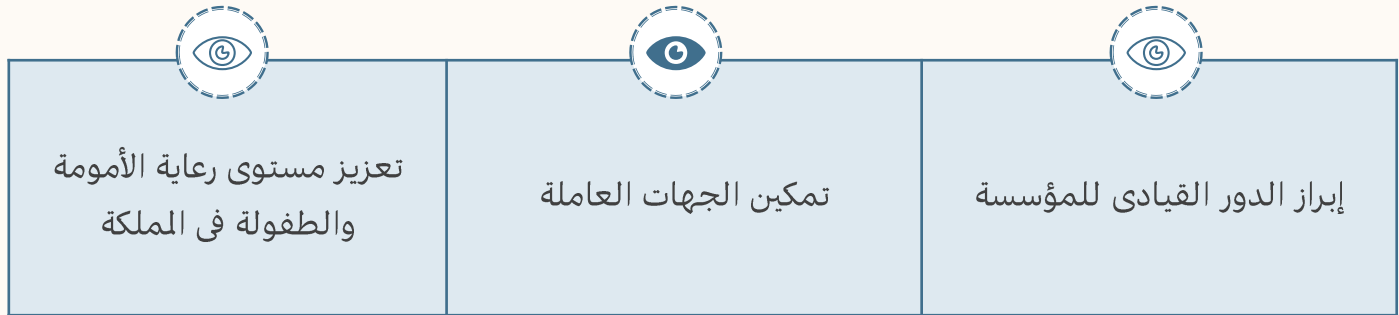 إبراز الدور القيادى للمؤسسة
تمكين الجهات العاملة
تعزيز مستوى رعاية الأمومة
والطفولة فى المملكة